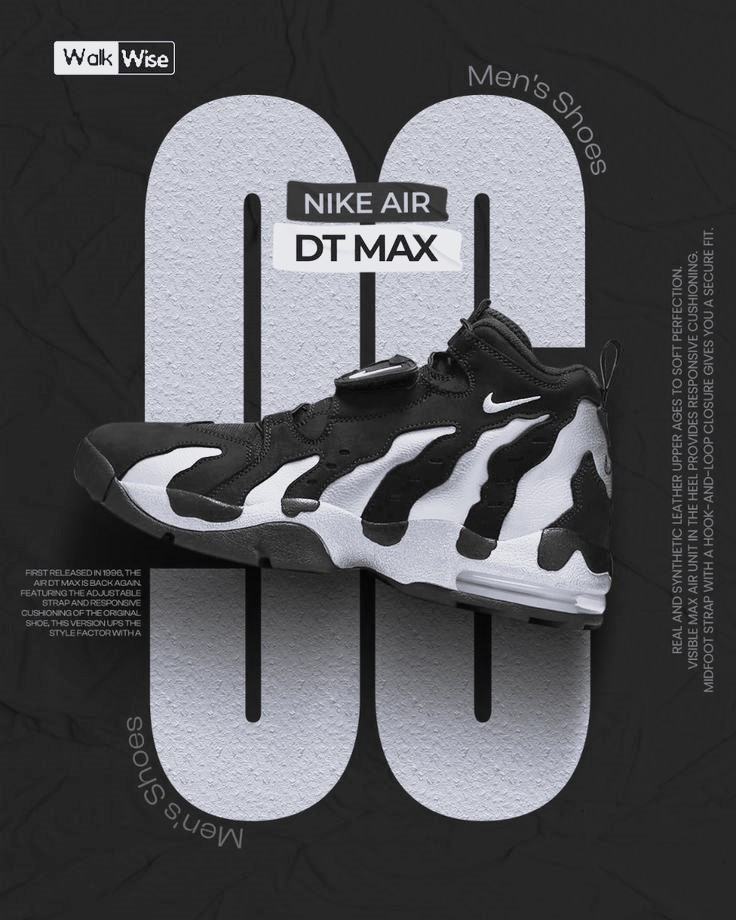 Walk Wise
Men's Shoes
NIKE AIR
DT MAX
REAL AND SYNTHETIC LEATHER UPPER AGES TO SOFT PERFECTION.
VISIBLE MAX AIR UNIT IN THE HEEL PROVIDES RESPONSIVE CUSHIONING.
MIDFOOT STRAP WITH A HOOK-AND-LOOP CLOSURE GIVES YOU A SECURE FIT.
FIRST RELEASED IN 1996, THE
AIR DT MAX IS BACK AGAIN.
FEATURING THE ADJUSTABLE
STRAP AND RESPONSIVE
CUSHIONING OF THE ORIGINAL
SHOE, THIS VERSION UPS THE
STYLE FACTOR WITH A
Men's Shoes